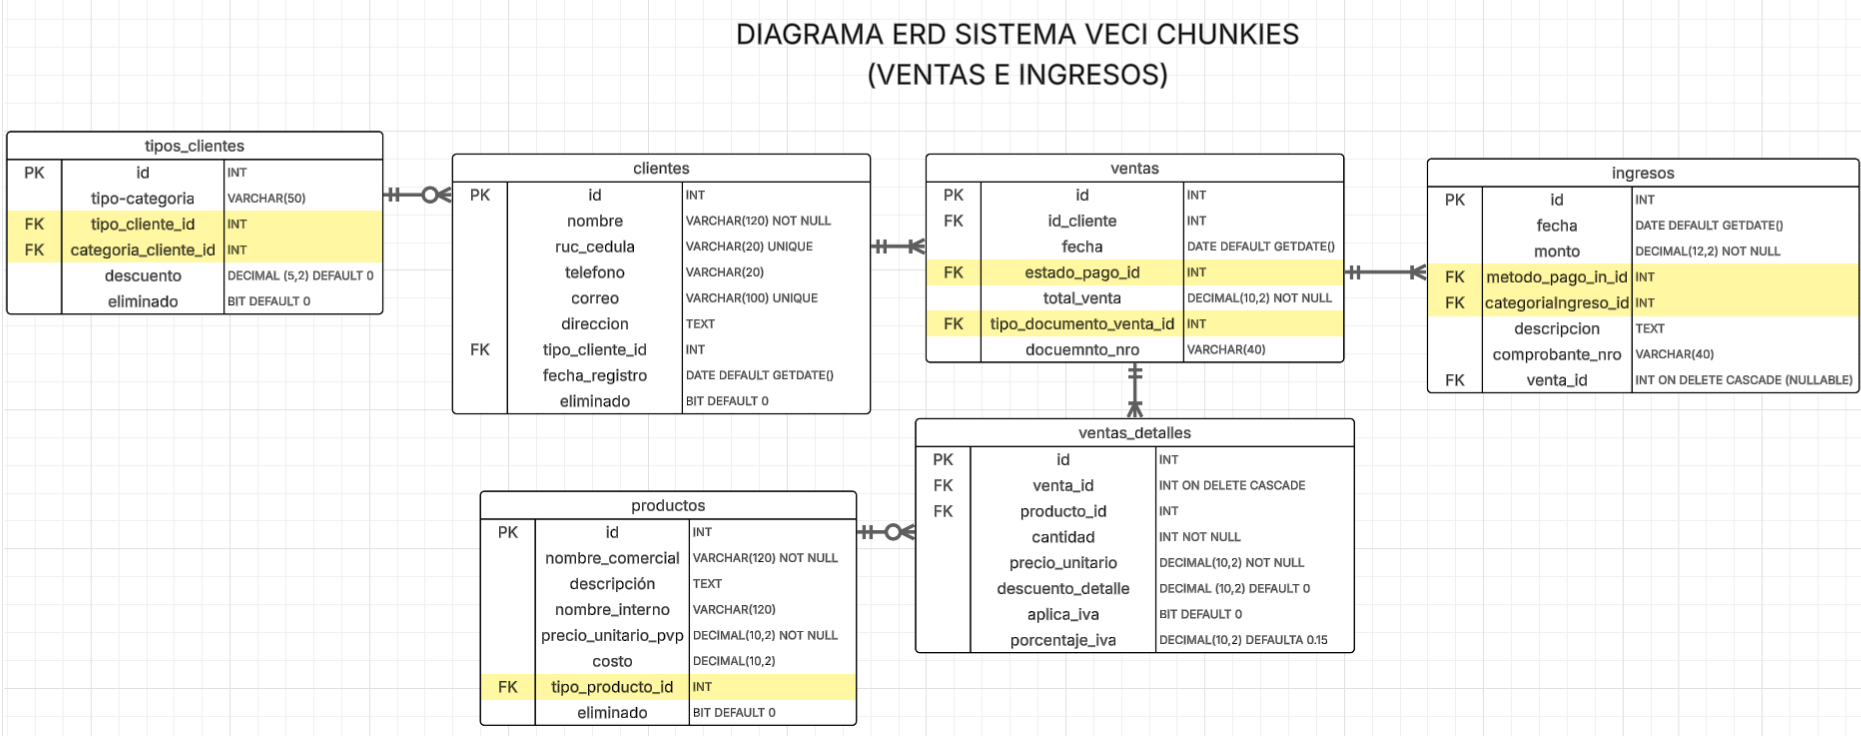 DIAGRAMA ERD SISTEMA VECI CHUNKIES
(VENTAS E INGRESOS)
tipos_clientes
PK id INT
tipo-categoria VARCHAR(50)
FK tipo_cliente_id INT
FK categoria_cliente_id INT
descuento DECIMAL (5,2) DEFAULT 0
eliminado BIT DEFAULT 0
clientes
PK id INT
nombre VARCHAR(120) NOT NULL
ruc_cedula VARCHAR(20) UNIQUE
telefono VARCHAR(20)
correo VARCHAR(100) UNIQUE
direccion TEXT
FK tipo_cliente_id INT
fecha_registro DATE DEFAULT GETDATE()
eliminado BIT DEFAULT 0
ventas
PK id INT
FK id_cliente INT
fecha DATE DEFAULT GETDATE()
FK estado_pago_id INT
total_venta DECIMAL(10,2) NOT NULL
FK tipo_documento_venta_id INT
docuemnto_nro VARCHAR(40)
ingresos
PK id INT
fecha DATE DEFAULT GETDATE()
monto DECIMAL(12,2) NOT NULL
FK metodo_pago_in_id INT
FK categoriaIngreso_id INT
descripcion TEXT
comprobante_nro VARCHAR(40)
FK venta_id INT ON DELETE CASCADE (NULLABLE)
productos
PK id INT
nombre_comercial VARCHAR(120) NOT NULL
descripción TEXT
nombre_interno VARCHAR(120)
precio_unitario_pvp DECIMAL(10,2) NOT NULL
costo DECIMAL(10,2)
FK tipo_producto_id INT
eliminado BIT DEFAULT 0
ventas_detalles
PK id INT
FK venta_id INT ON DELETE CASCADE
FK producto_id INT
cantidad INT NOT NULL
precio_unitario DECIMAL(10,2) NOT NULL
descuento_detalle DECIMAL (10,2) DEFAULT 0
aplica_iva BIT DEFAULT 0
porcentaje_iva DECIMAL(10,2) DEFAULTA 0.15